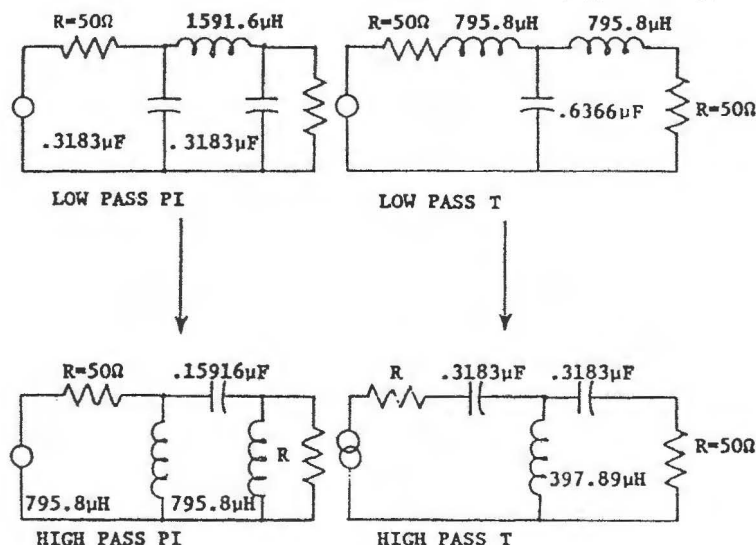 R=50Ω 1591.6µH
.3183µF .3183µF
LOW PASS PI
R=50Ω 795.8µH 795.8µH
.6366µF R=50Ω
LOW PASS T
R=50Ω .15916µF
R
795.8µH 795.8µH
HIGH PASS PI
R .3183µF .3183µF
R=50Ω
397.89µH
HIGH PASS T